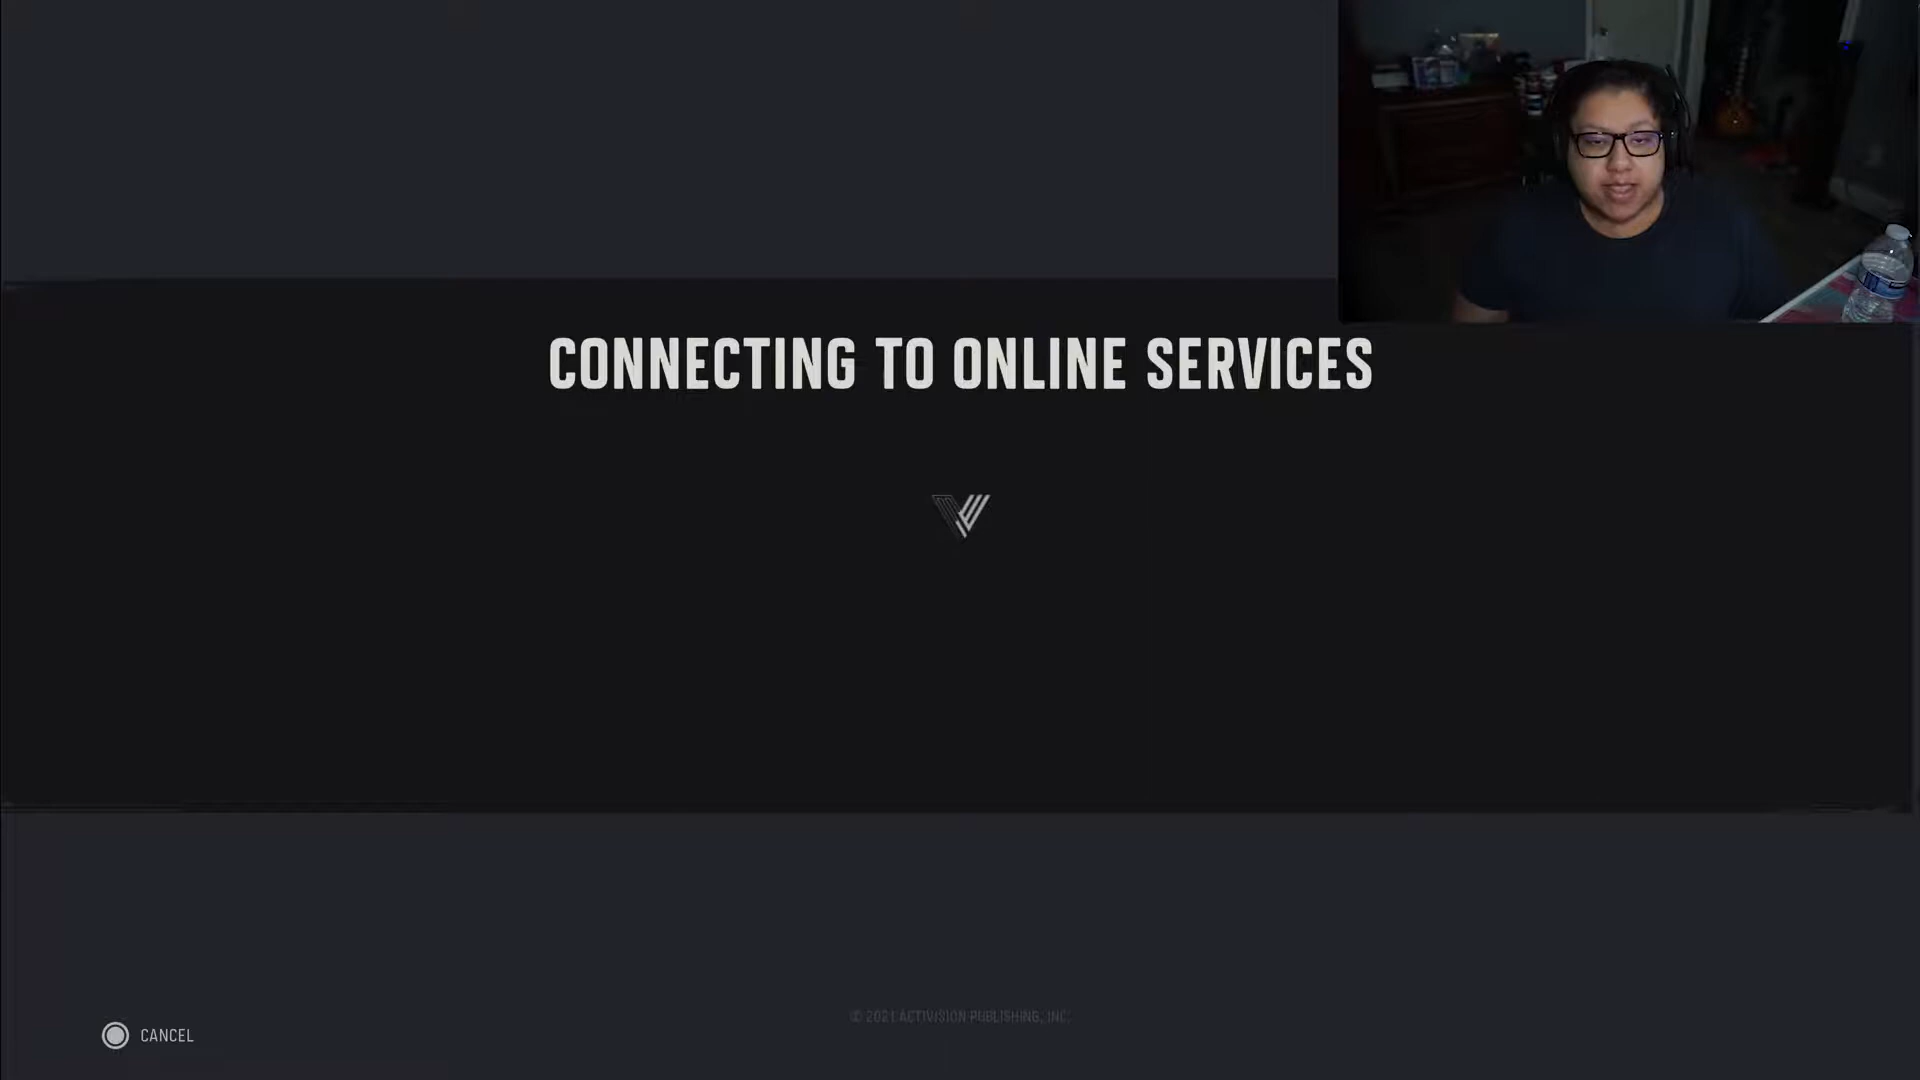 CONNECTING TO ONLINE SERVICES
© 2021 ACTIVISION PUBLISHING, INC.
CANCEL